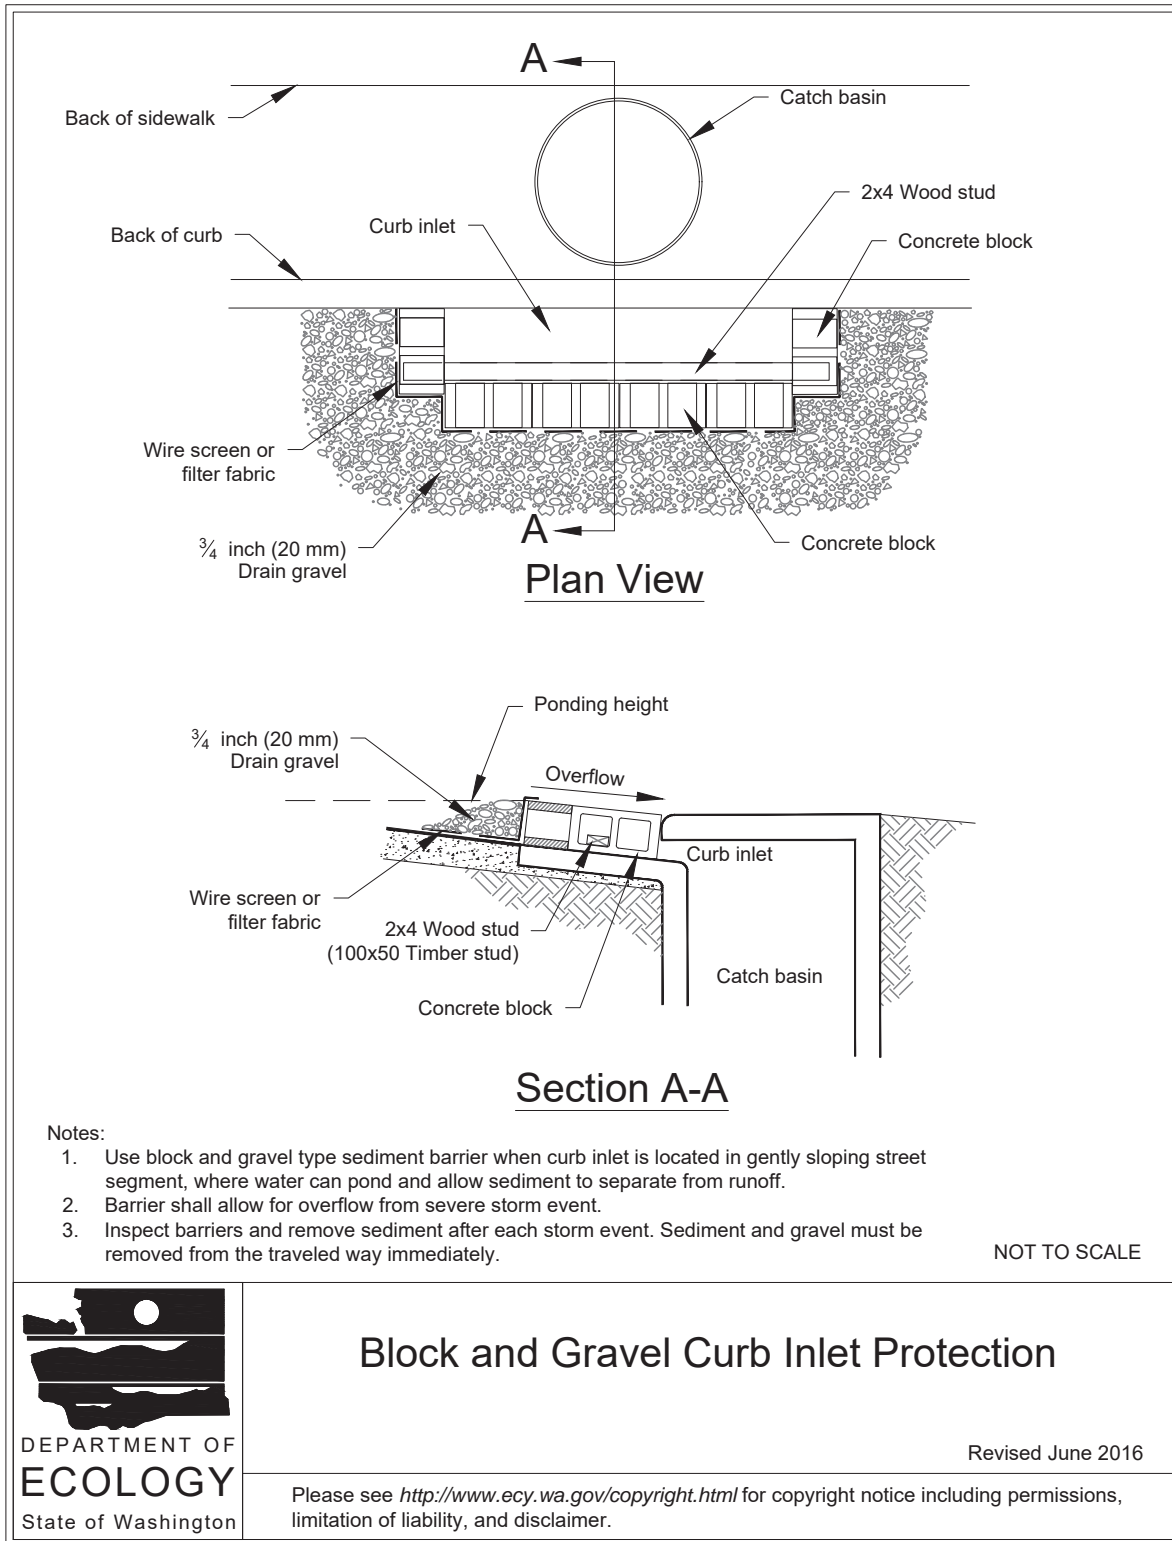 A
Back of sidewalk
Catch basin
2x4 Wood stud
Back of curb
Curb inlet
Concrete block
Wire screen or
filter fabric
¾ inch (20 mm)
Drain gravel
A
Concrete block
Plan View
Ponding height
¾ inch (20 mm)
Drain gravel
Overflow
Curb inlet
Wire screen or
filter fabric
2x4 Wood stud
(100x50 Timber stud)
Catch basin
Concrete block
Section A-A
Notes:
1. Use block and gravel type sediment barrier when curb inlet is located in gently sloping street
segment, where water can pond and allow sediment to separate from runoff.
2. Barrier shall allow for overflow from severe storm event.
3. Inspect barriers and remove sediment after each storm event. Sediment and gravel must be
removed from the traveled way immediately.
NOT TO SCALE
DEPARTMENT OF
ECOLOGY
State of Washington
Block and Gravel Curb Inlet Protection
Revised June 2016
Please see http://www.ecy.wa.gov/copyright.html for copyright notice including permissions,
limitation of liability, and disclaimer.